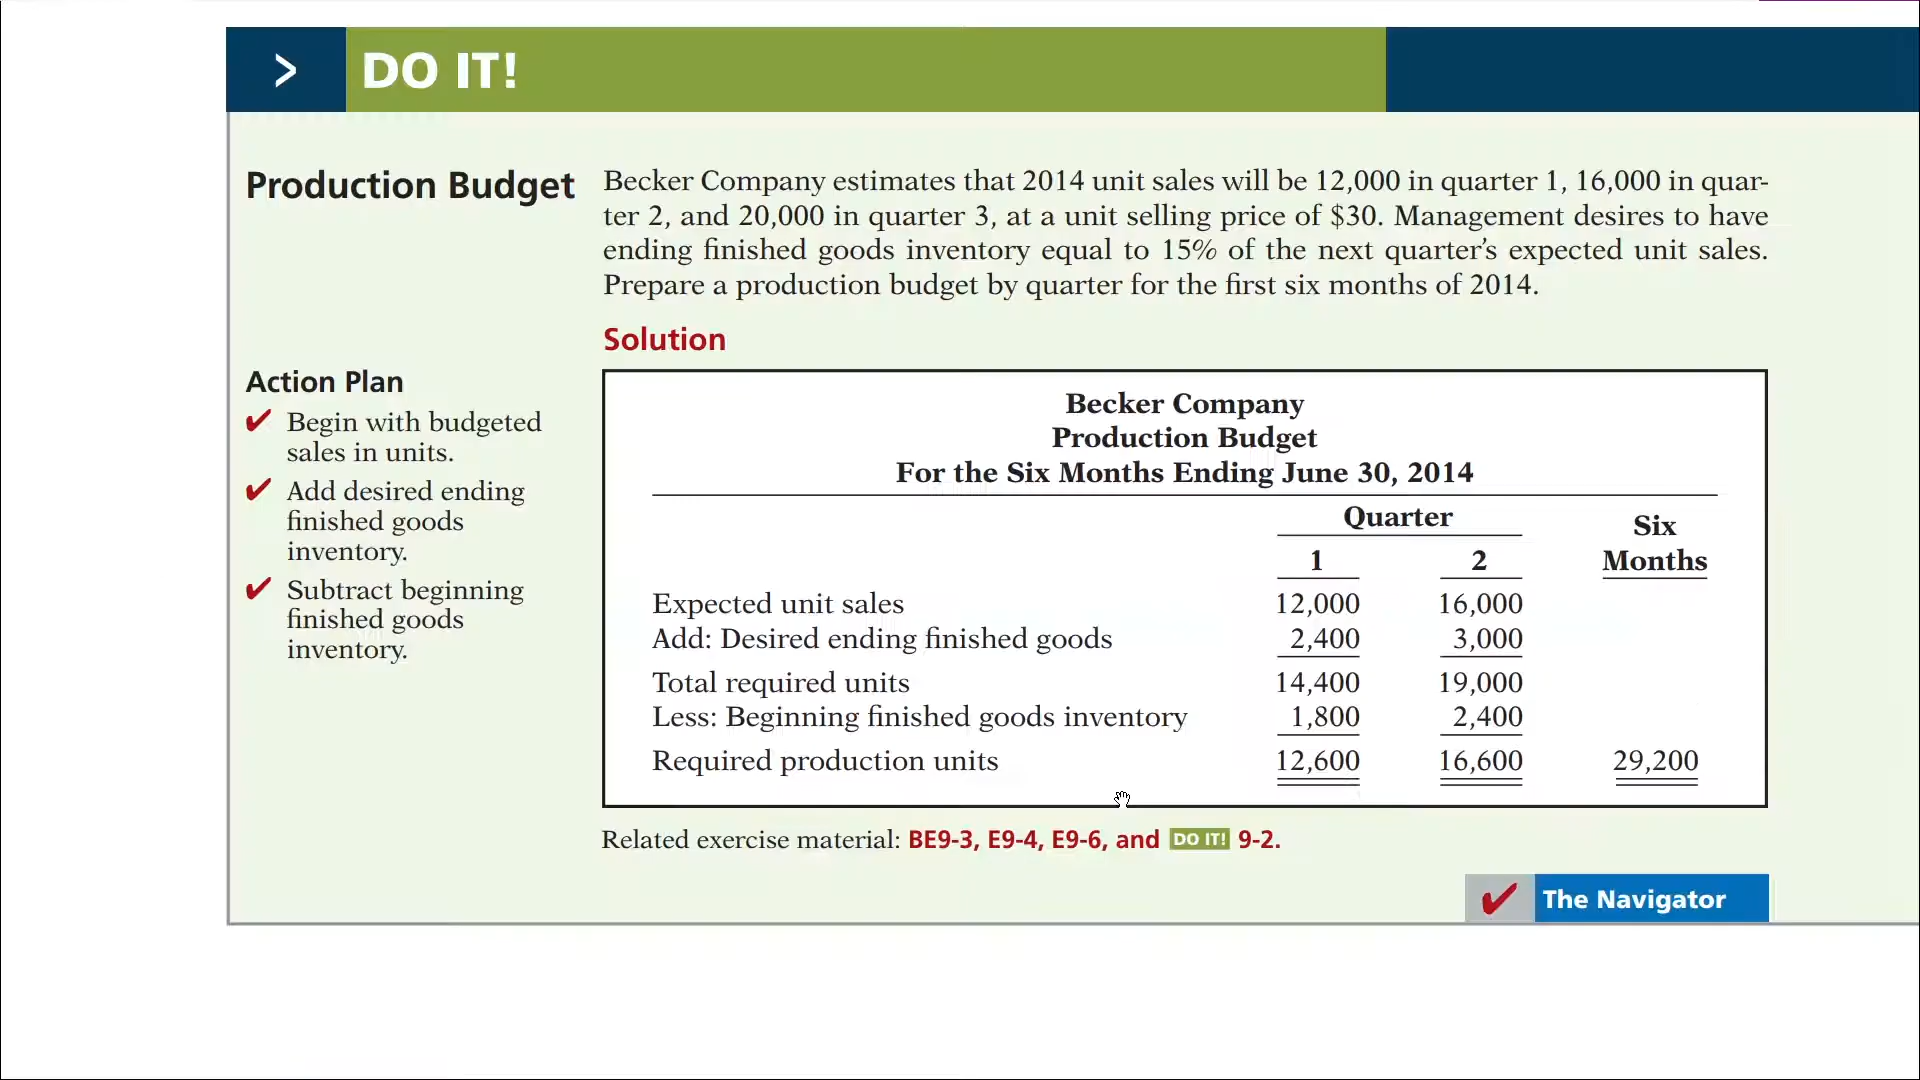 > DO IT!
Production Budget
Becker Company estimates that 2014 unit sales will be 12,000 in quarter 1, 16,000 in quar-
ter 2, and 20,000 in quarter 3, at a unit selling price of $30. Management desires to have
ending finished goods inventory equal to 15% of the next quarter's expected unit sales.
Prepare a production budget by quarter for the first six months of 2014.
Action Plan
✔ Begin with budgeted
sales in units.
✔ Add desired ending
finished goods
inventory.
✔ Subtract beginning
finished goods
inventory.
Solution
Becker Company
Production Budget
For the Six Months Ending June 30, 2014
Quarter
Six
1 2 Months
Expected unit sales 12,000 16,000
Add: Desired ending finished goods 2,400 3,000
Total required units 14,400 19,000
Less: Beginning finished goods inventory 1,800 2,400
Required production units 12,600 16,600 29,200
Related exercise material: BE9-3, E9-4, E9-6, and DO IT! 9-2.
✔ The Navigator